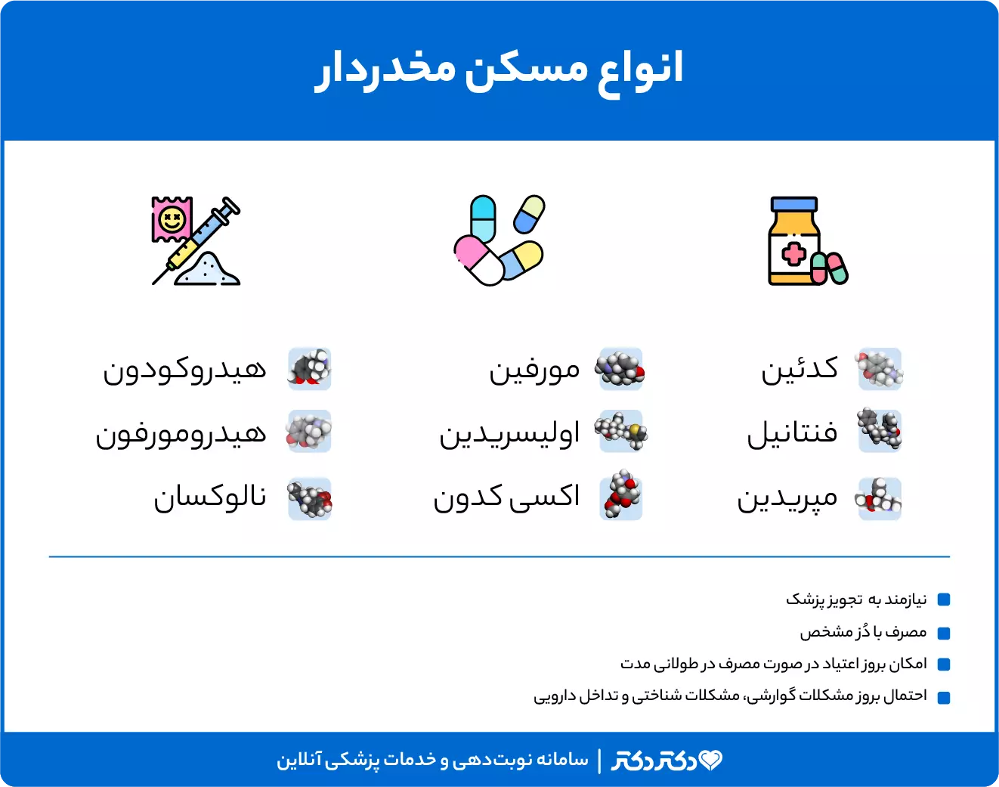 انواع مسکن مخدردار
کدئین
فنتانیل
مپریدین
مورفین
اولیسریدین
اکسی کدون
هیدروکودون
هیدرومورفون
نالوکسان
نیازمند به تجویز پزشک
مصرف با دُز مشخص
امکان بروز اعتیاد در صورت مصرف در طولانی مدت
احتمال بروز مشکلات گوارشی، مشکلات شناختی و تداخل دارویی
دکتردکتر | سامانه نوبت‌دهی و خدمات پزشکی آنلاین